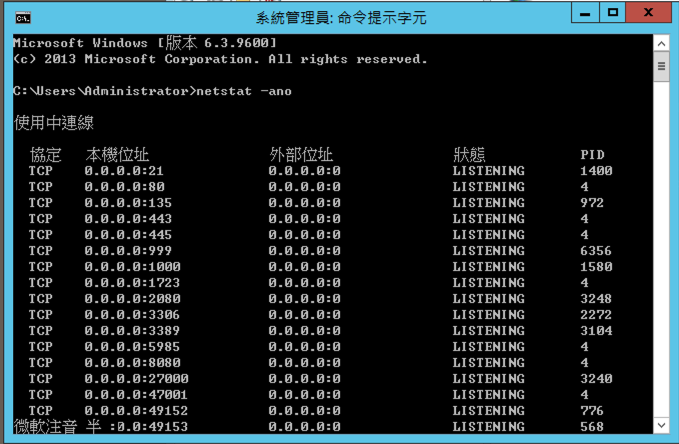 系統管理員: 命令提示字元
Microsoft Windows [版本 6.3.9600]
(c) 2013 Microsoft Corporation. All rights reserved.
C:\Users\Administrator>netstat -ano
使用中連線
協定 本機位址 外部位址 狀態 PID
TCP 0.0.0.0:21 0.0.0.0:0 LISTENING 1400
TCP 0.0.0.0:80 0.0.0.0:0 LISTENING 4
TCP 0.0.0.0:135 0.0.0.0:0 LISTENING 972
TCP 0.0.0.0:443 0.0.0.0:0 LISTENING 4
TCP 0.0.0.0:445 0.0.0.0:0 LISTENING 4
TCP 0.0.0.0:999 0.0.0.0:0 LISTENING 6356
TCP 0.0.0.0:1000 0.0.0.0:0 LISTENING 1580
TCP 0.0.0.0:1723 0.0.0.0:0 LISTENING 4
TCP 0.0.0.0:2080 0.0.0.0:0 LISTENING 3248
TCP 0.0.0.0:3306 0.0.0.0:0 LISTENING 2272
TCP 0.0.0.0:3389 0.0.0.0:0 LISTENING 3104
TCP 0.0.0.0:5985 0.0.0.0:0 LISTENING 4
TCP 0.0.0.0:8080 0.0.0.0:0 LISTENING 4
TCP 0.0.0.0:27000 0.0.0.0:0 LISTENING 3240
TCP 0.0.0.0:47001 0.0.0.0:0 LISTENING 4
TCP 0.0.0.0:49152 0.0.0.0:0 LISTENING 776
微軟注音 半 :0.0:49153 0.0.0.0:0 LISTENING 568